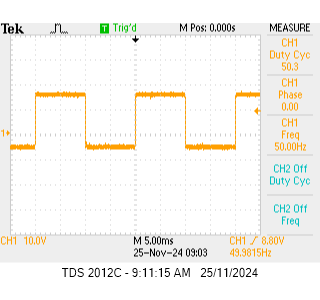 Tek T Trig'd M Pos: 0.000s MEASURE
CH1
Duty Cyc
50.3
CH1
Phase
0.00
CH1
Freq
50.00Hz
CH2 Off
Duty Cyc
CH2 Off
Freq
1
CH1 10.0V M 5.00ms CH1 / 8.80V
25-Nov-24 09:03 49.9815Hz
TDS 2012C - 9:11:15 AM 25/11/2024